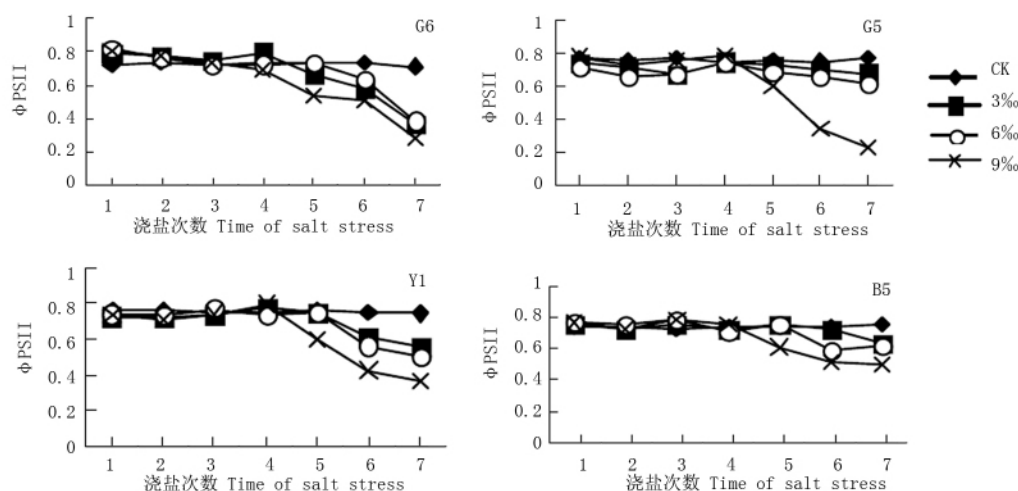 G6
ΦPSII
1
0.8
0.6
0.4
0.2
0
1 2 3 4 5 6 7
浇盐次数 Time of salt stress
G5
ΦPSII
1
0.8
0.6
0.4
0.2
0
1 2 3 4 5 6 7
浇盐次数 Time of salt stress
CK
3‰
6‰
9‰
Y1
ΦPSII
1
0.8
0.6
0.4
0.2
0
1 2 3 4 5 6 7
浇盐次数 Time of salt stress
B5
ΦPSII
1
0.8
0.6
0.4
0.2
0
1 2 3 4 5 6 7
浇盐次数 Time of salt stress